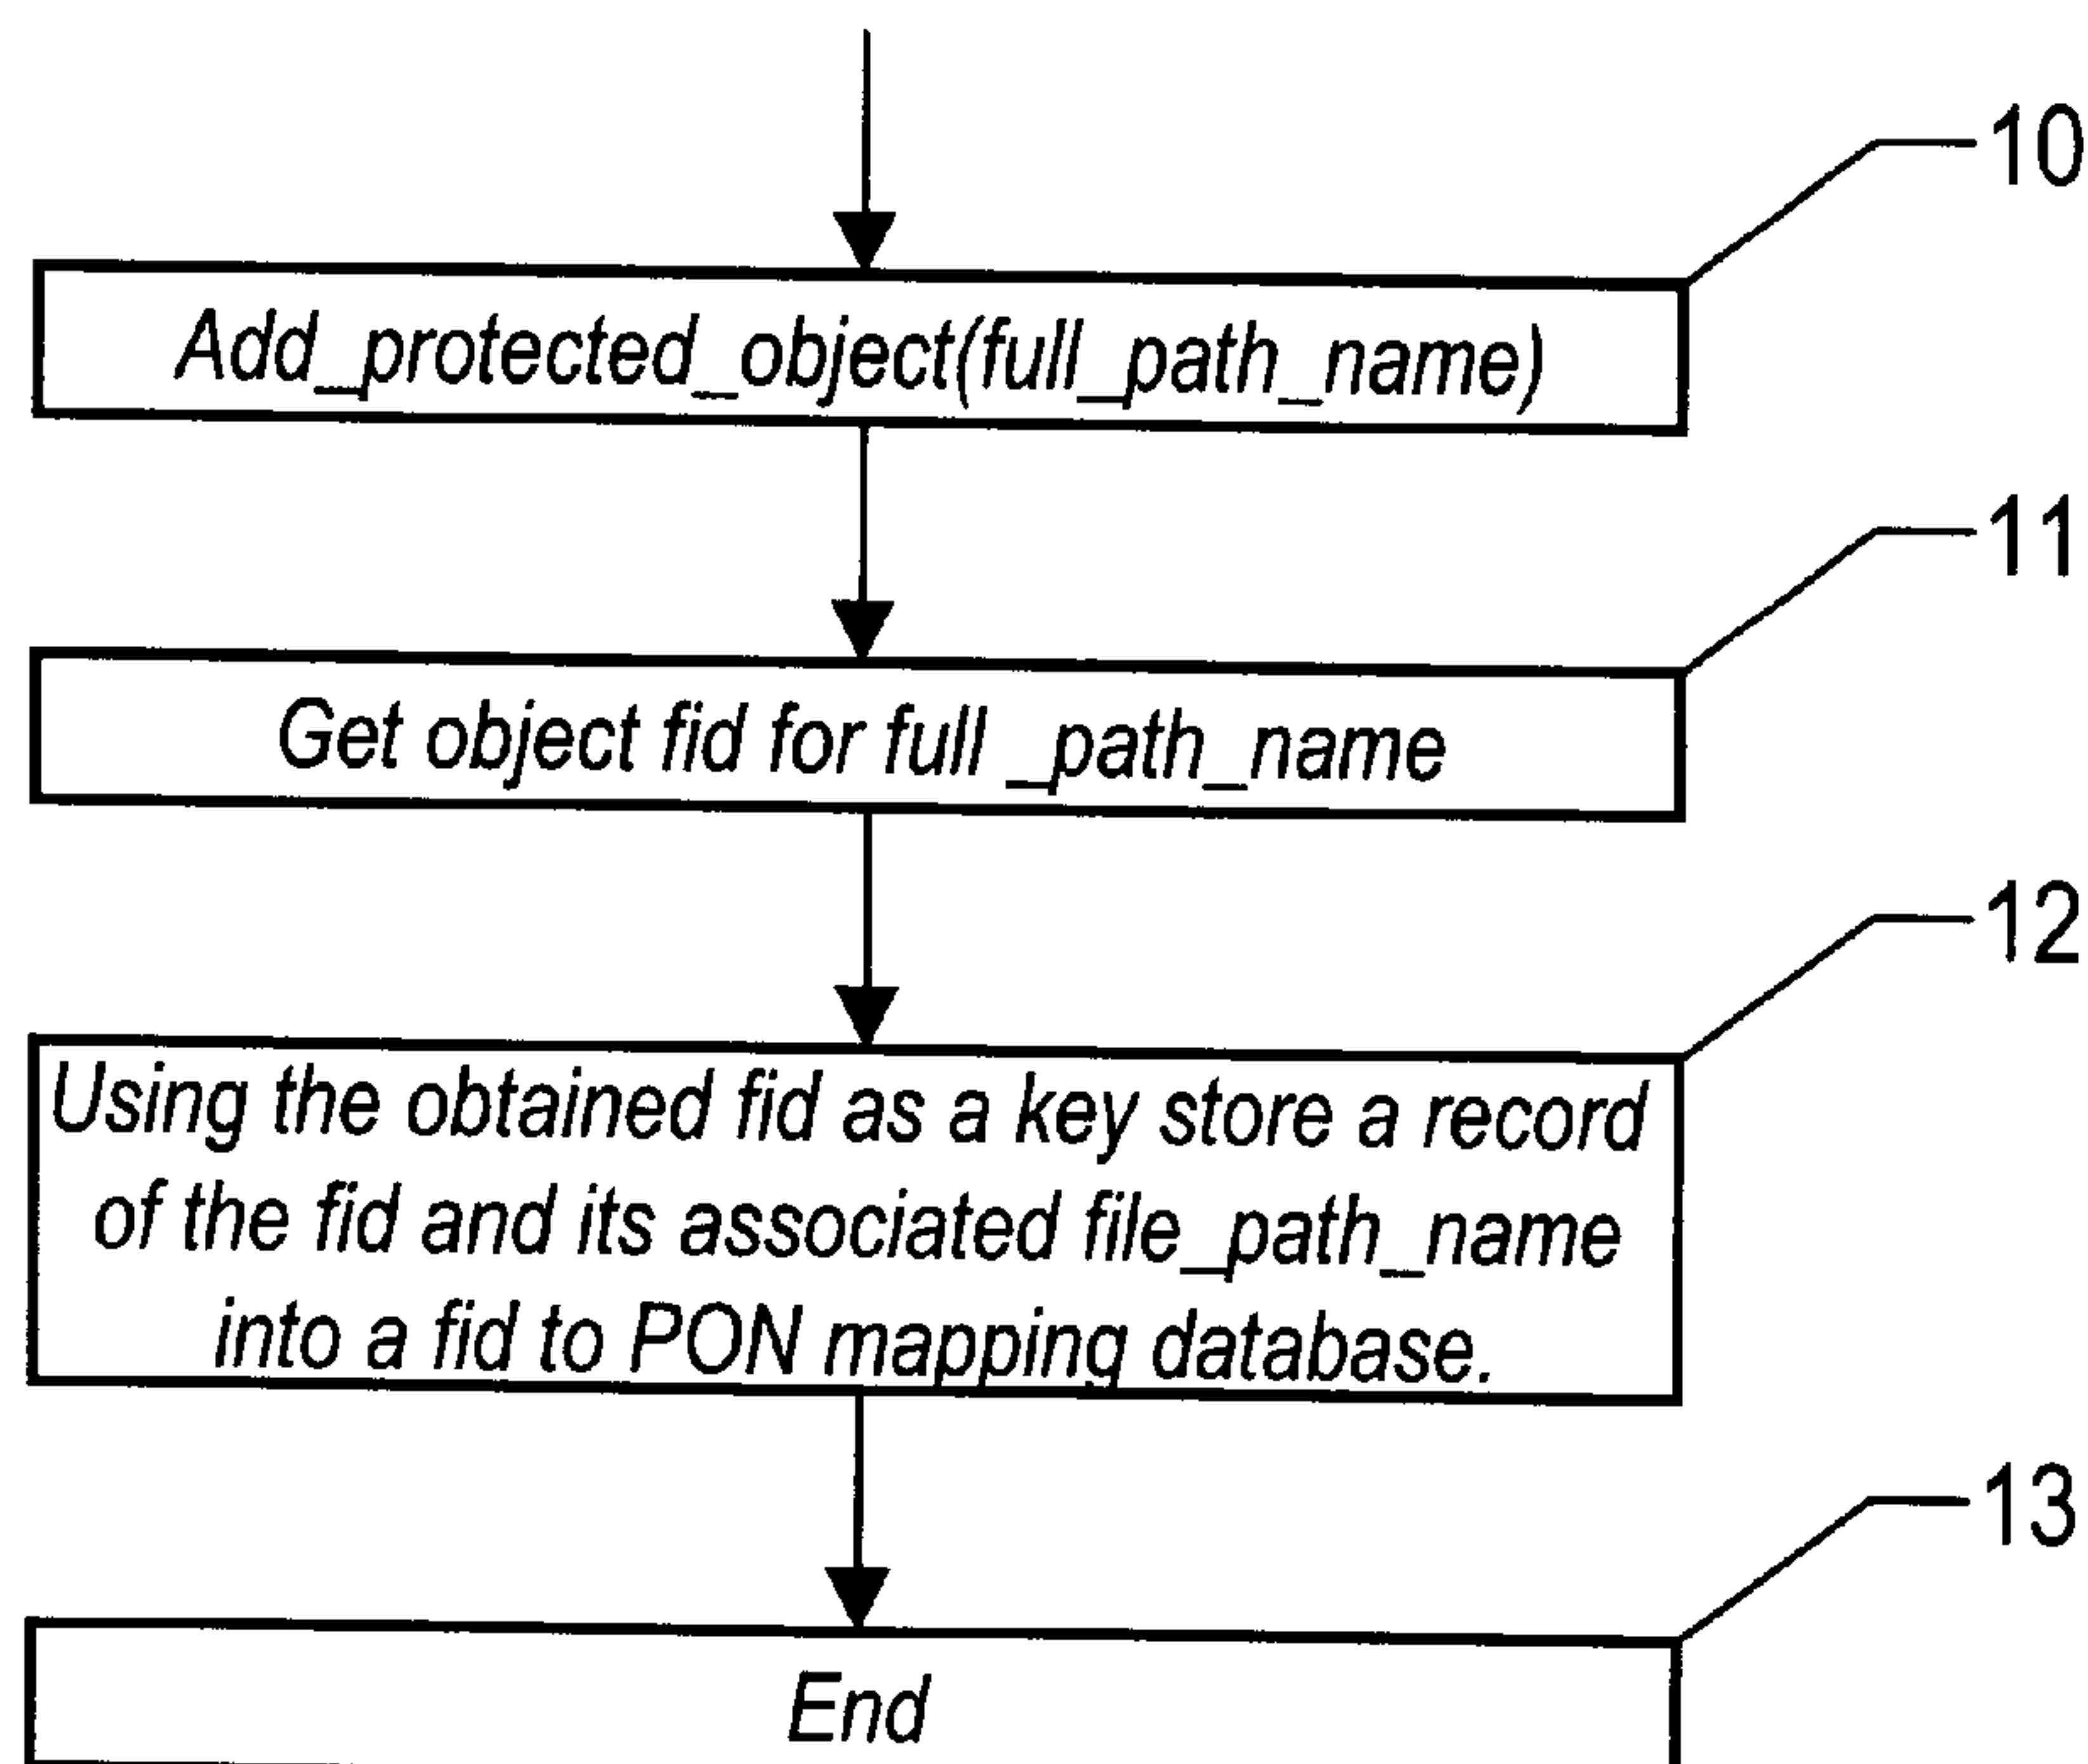 10
Add_protected_object(full_path_name)
11
Get object fid for full _path_name
12
Using the obtained fid as a key store a record
of the fid and its associated file_path_name
into a fid to PON mapping database.
13
End